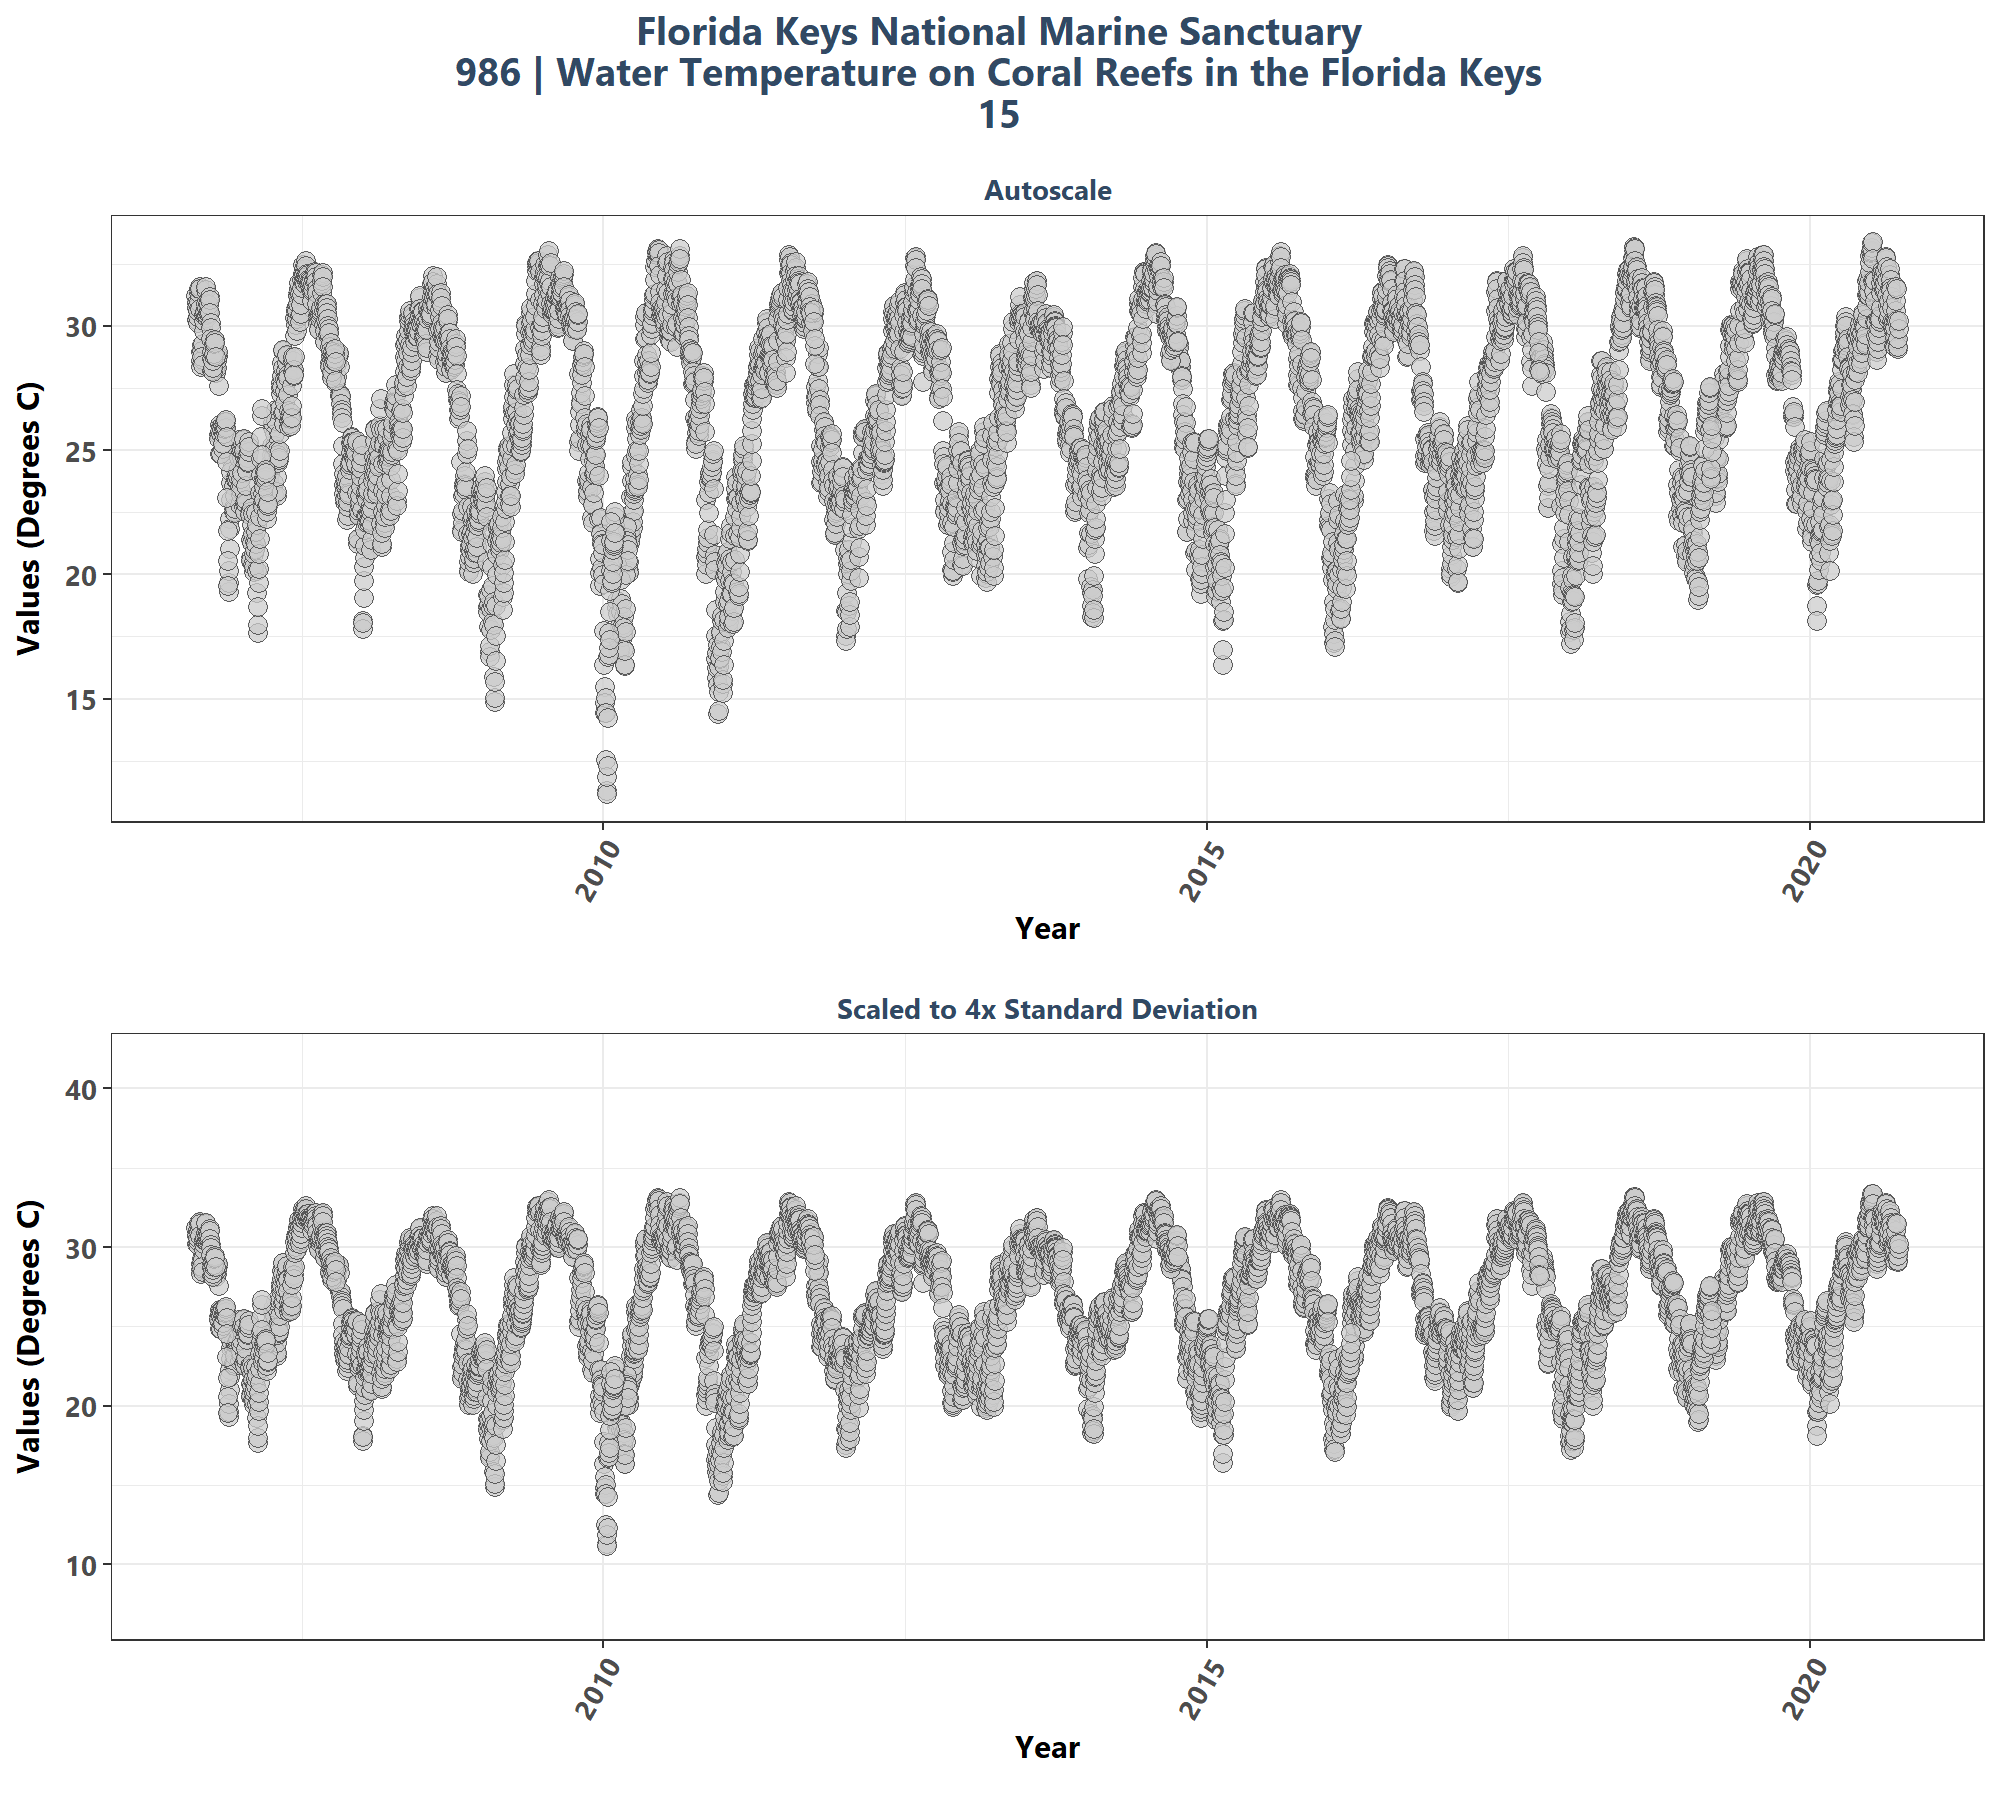 Florida Keys National Marine Sanctuary
986 | Water Temperature on Coral Reefs in the Florida Keys
15
Autoscale
Values (Degrees C)
30
25
20
15
2010
2015
2020
Year
Scaled to 4x Standard Deviation
Values (Degrees C)
40
30
20
10
2010
2015
2020
Year